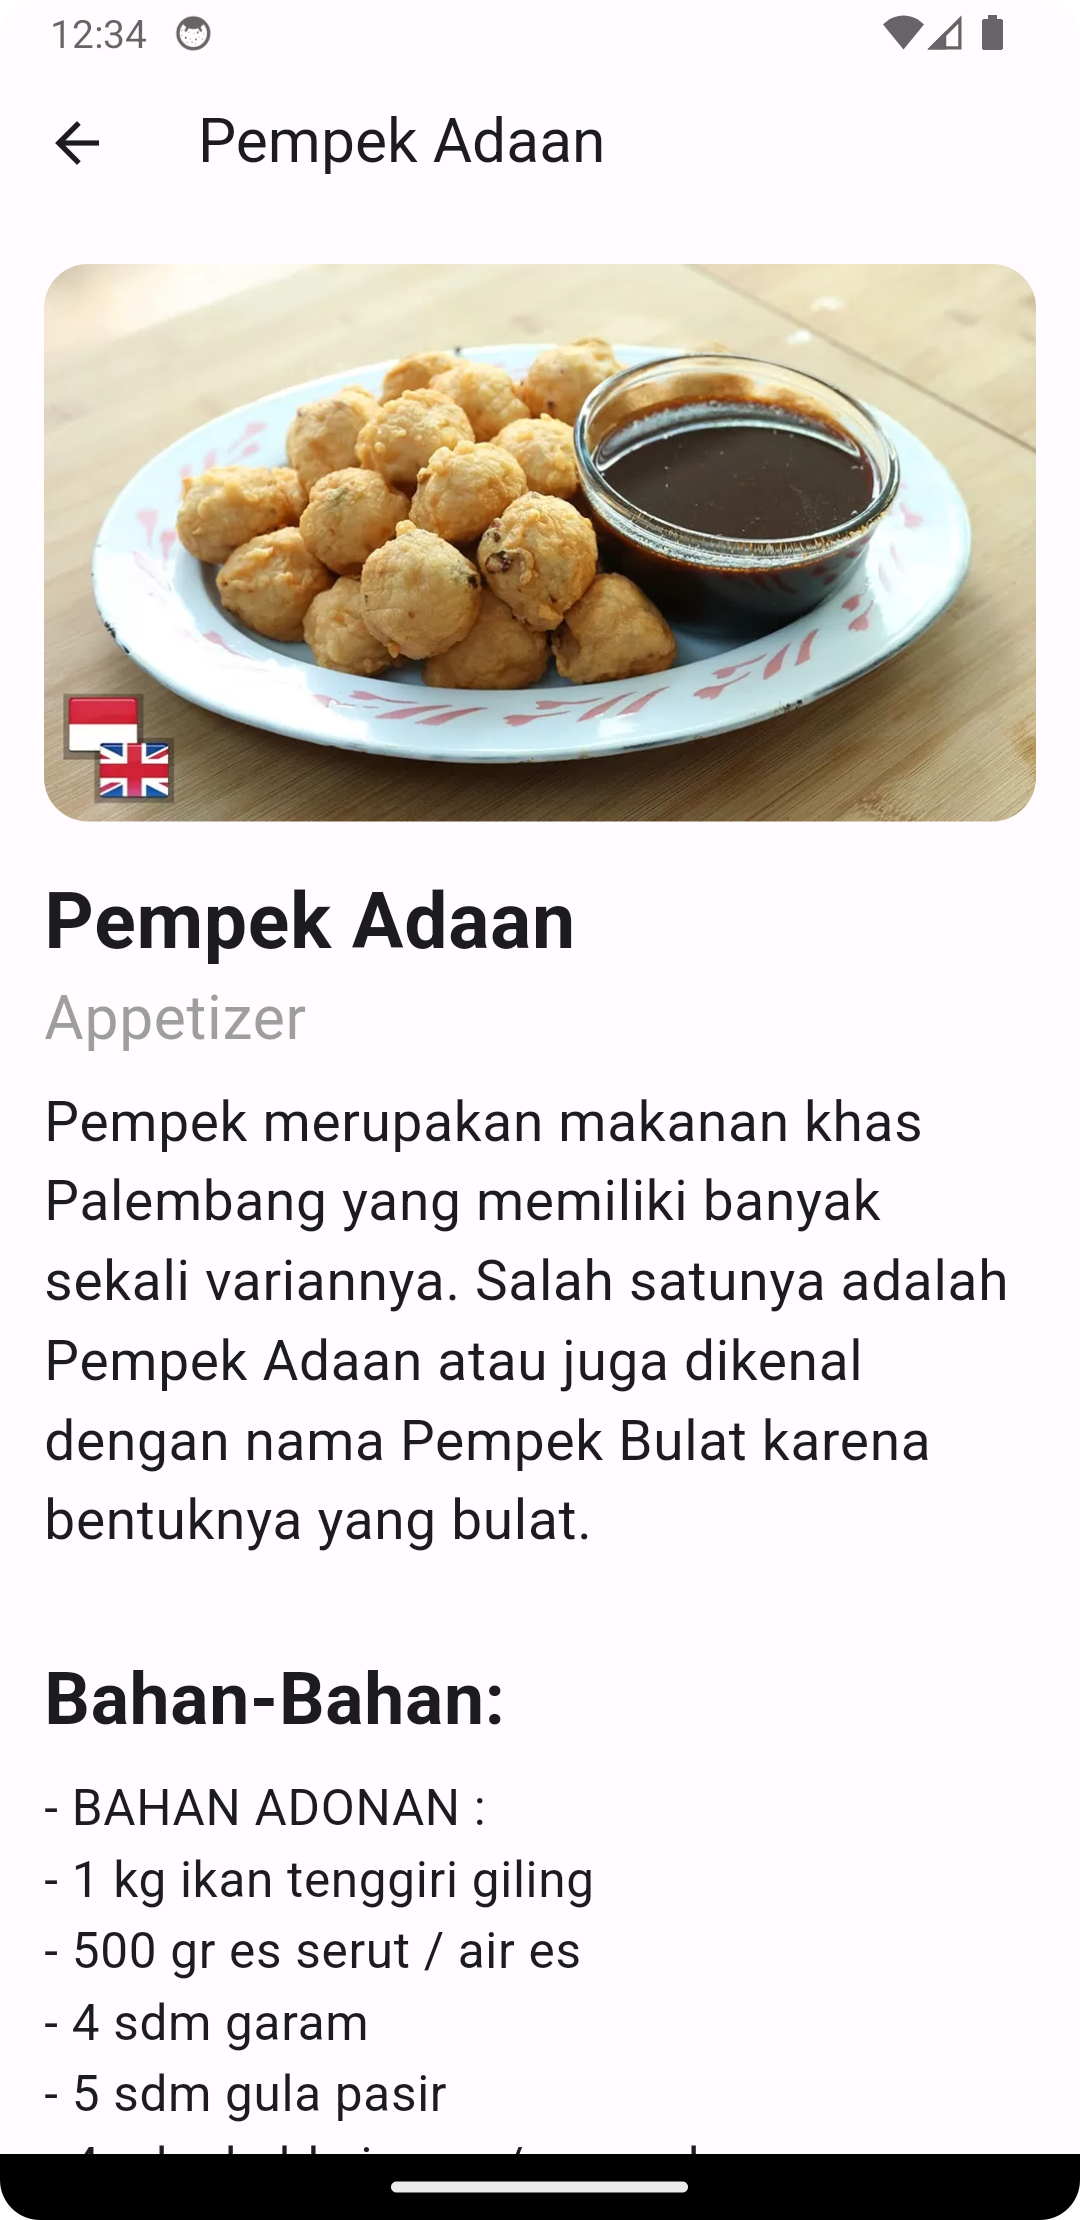 12:34
Pempek Adaan
Pempek Adaan
Appetizer
Pempek merupakan makanan khas
Palembang yang memiliki banyak
sekali variannya. Salah satunya adalah
Pempek Adaan atau juga dikenal
dengan nama Pempek Bulat karena
bentuknya yang bulat.
Bahan-Bahan:
- BAHAN ADONAN :
- 1 kg ikan tenggiri giling
- 500 gr es serut / air es
- 4 sdm garam
- 5 sdm gula pasir